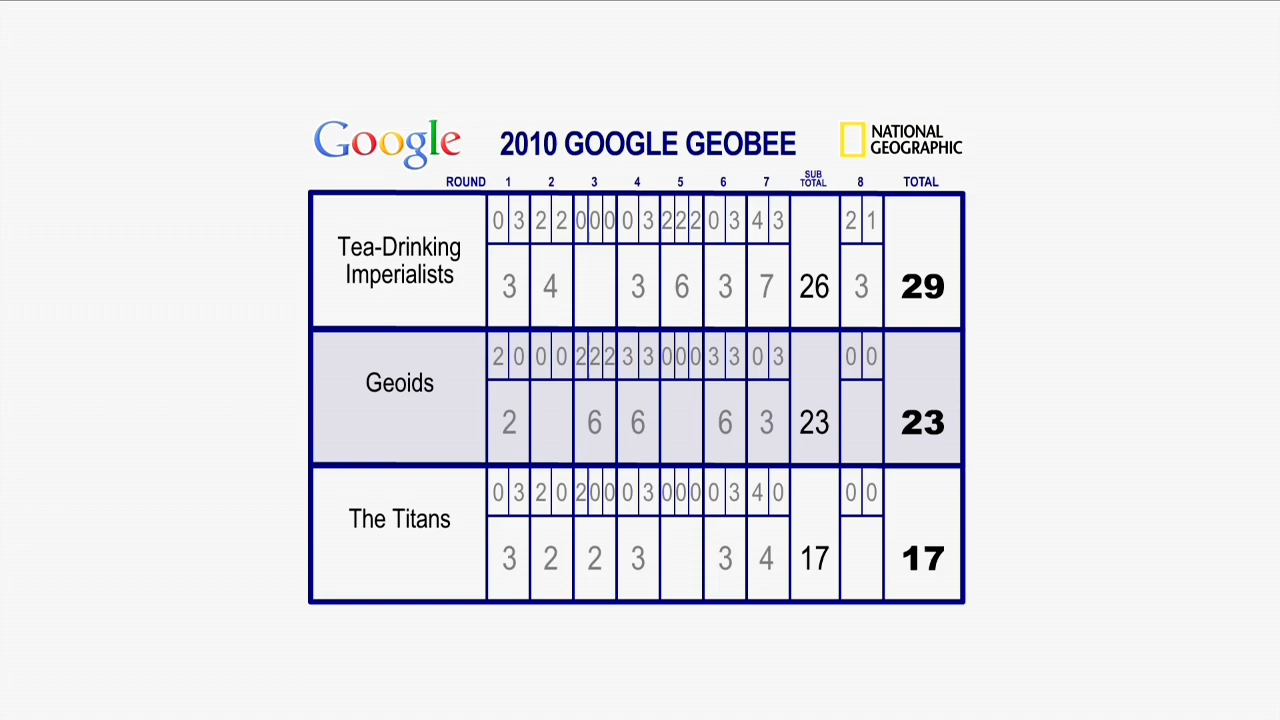 Google 2010 GOOGLE GEOBEE NATIONAL GEOGRAPHIC
ROUND 1 2 3 4 5 6 7 SUB TOTAL 8 TOTAL
0 3 2 2 0 0 0 0 3 2 2 2 0 3 4 3 2 1
Tea-Drinking
Imperialists
3 4 3 6 3 7 26 3 29
2 0 0 0 2 2 2 3 3 0 0 0 3 3 0 3 0 0
Geoids
2 6 6 6 3 23 23
0 3 2 0 2 0 0 0 3 0 0 0 0 3 4 0 0 0
The Titans
3 2 2 3 3 4 17 17